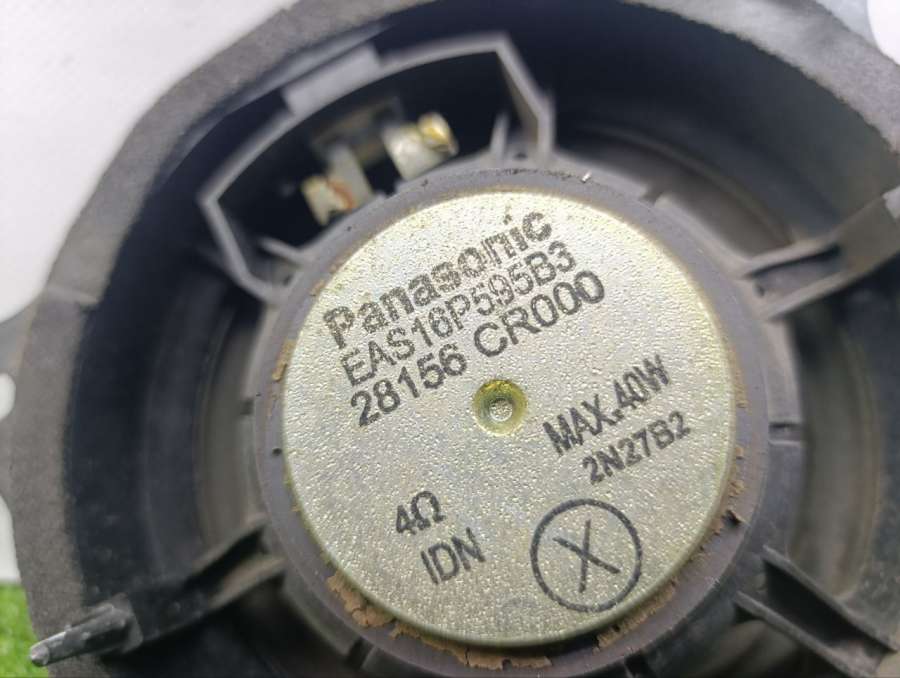 Panasonic
EAS16P595B3
28156 CR000
MAX.40W
2N27B2
4Ω
IDN
X